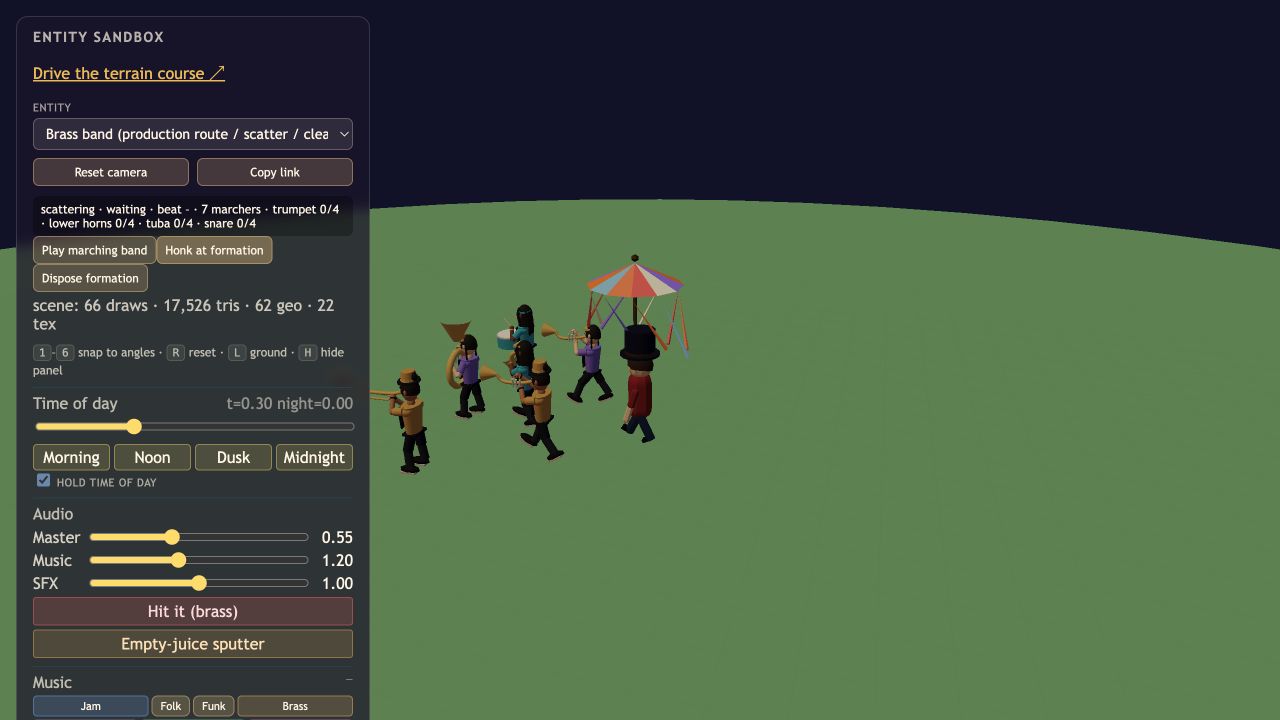 ENTITY SANDBOX
Drive the terrain course ↗
ENTITY
Brass band (production route / scatter / clea
Reset camera Copy link
scattering · waiting · beat - · 7 marchers · trumpet 0/4
· lower horns 0/4 · tuba 0/4 · snare 0/4
Play marching band Honk at formation
Dispose formation
scene: 66 draws · 17,526 tris · 62 geo · 22
tex
1-6 snap to angles · R reset · L ground · H hide
panel
Time of day t=0.30 night=0.00
Morning Noon Dusk Midnight
HOLD TIME OF DAY
Audio
Master 0.55
Music 1.20
SFX 1.00
Hit it (brass)
Empty-juice sputter
Music –
Jam Folk Funk Brass